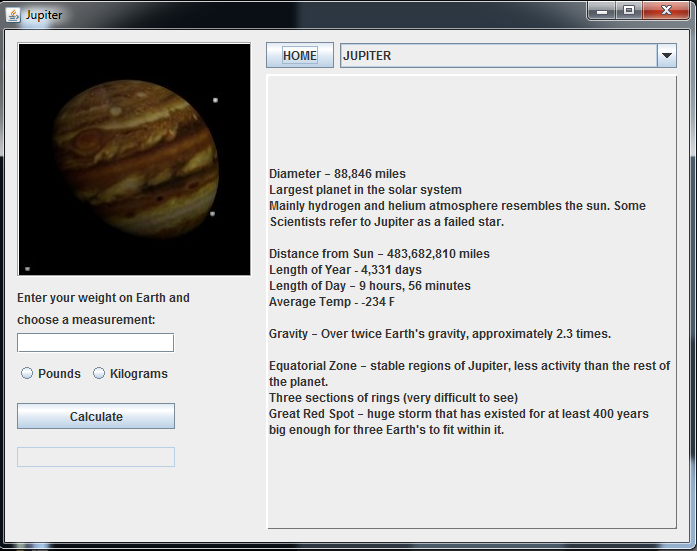 Jupiter
HOME
JUPITER
Diameter – 88,846 miles
Largest planet in the solar system
Mainly hydrogen and helium atmosphere resembles the sun. Some
Scientists refer to Jupiter as a failed star.
Distance from Sun – 483,682,810 miles
Length of Year - 4,331 days
Length of Day – 9 hours, 56 minutes
Average Temp - -234 F
Gravity – Over twice Earth's gravity, approximately 2.3 times.
Equatorial Zone – stable regions of Jupiter, less activity than the rest of
the planet.
Three sections of rings (very difficult to see)
Great Red Spot – huge storm that has existed for at least 400 years
big enough for three Earth's to fit within it.
Enter your weight on Earth and
choose a measurement:
Pounds
Kilograms
Calculate